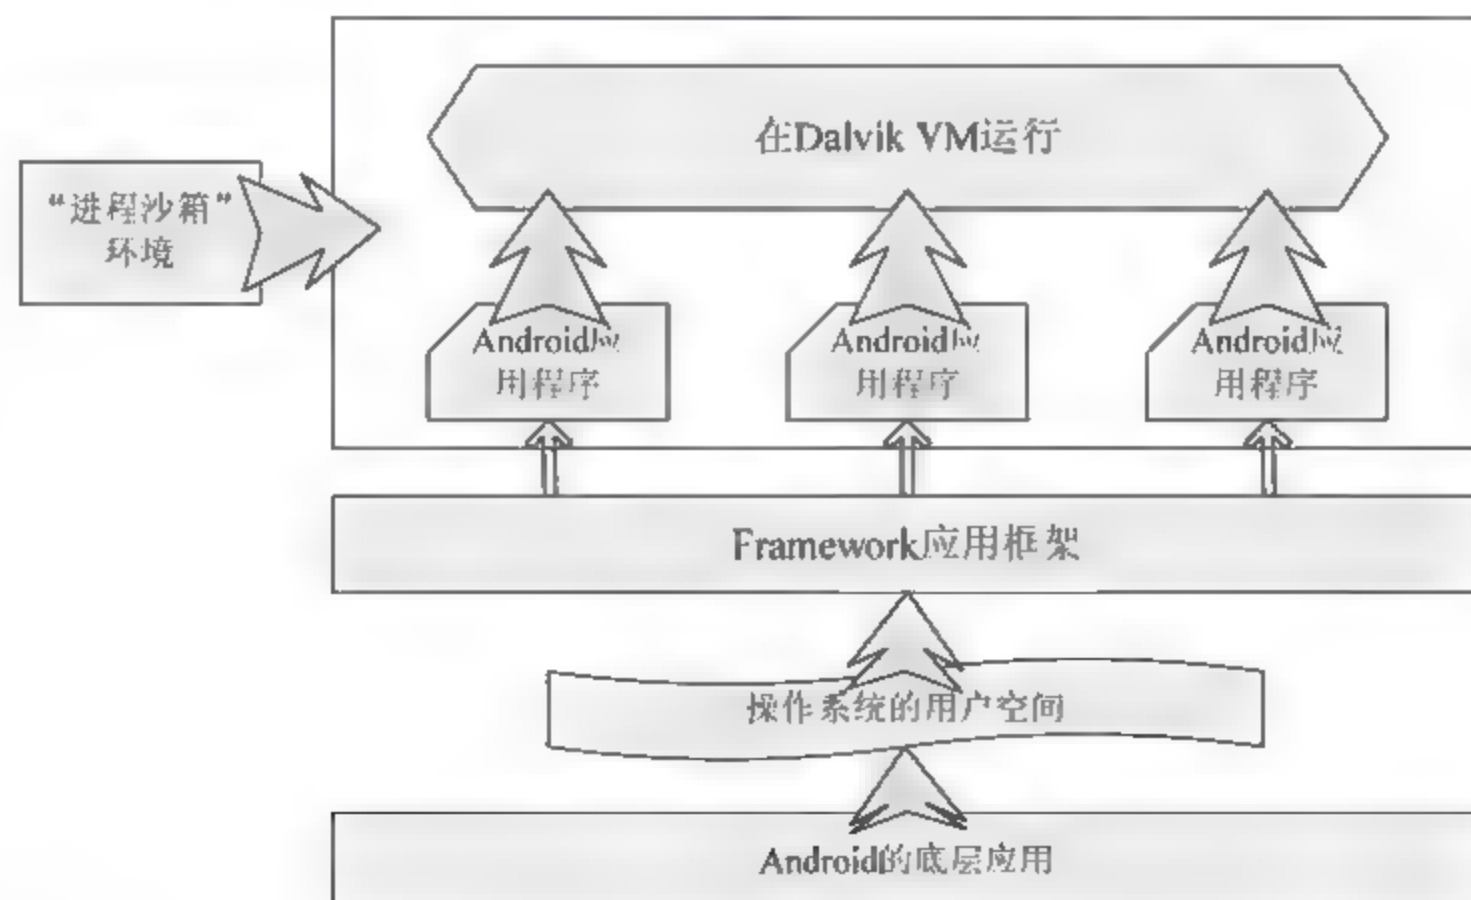 在Dalvik VM运行
“进程沙箱”
环境
Android应
用程序
Android应
用程序
Android应
用程序
Framework应用框架
操作系统的用户空间
Android的底层应用